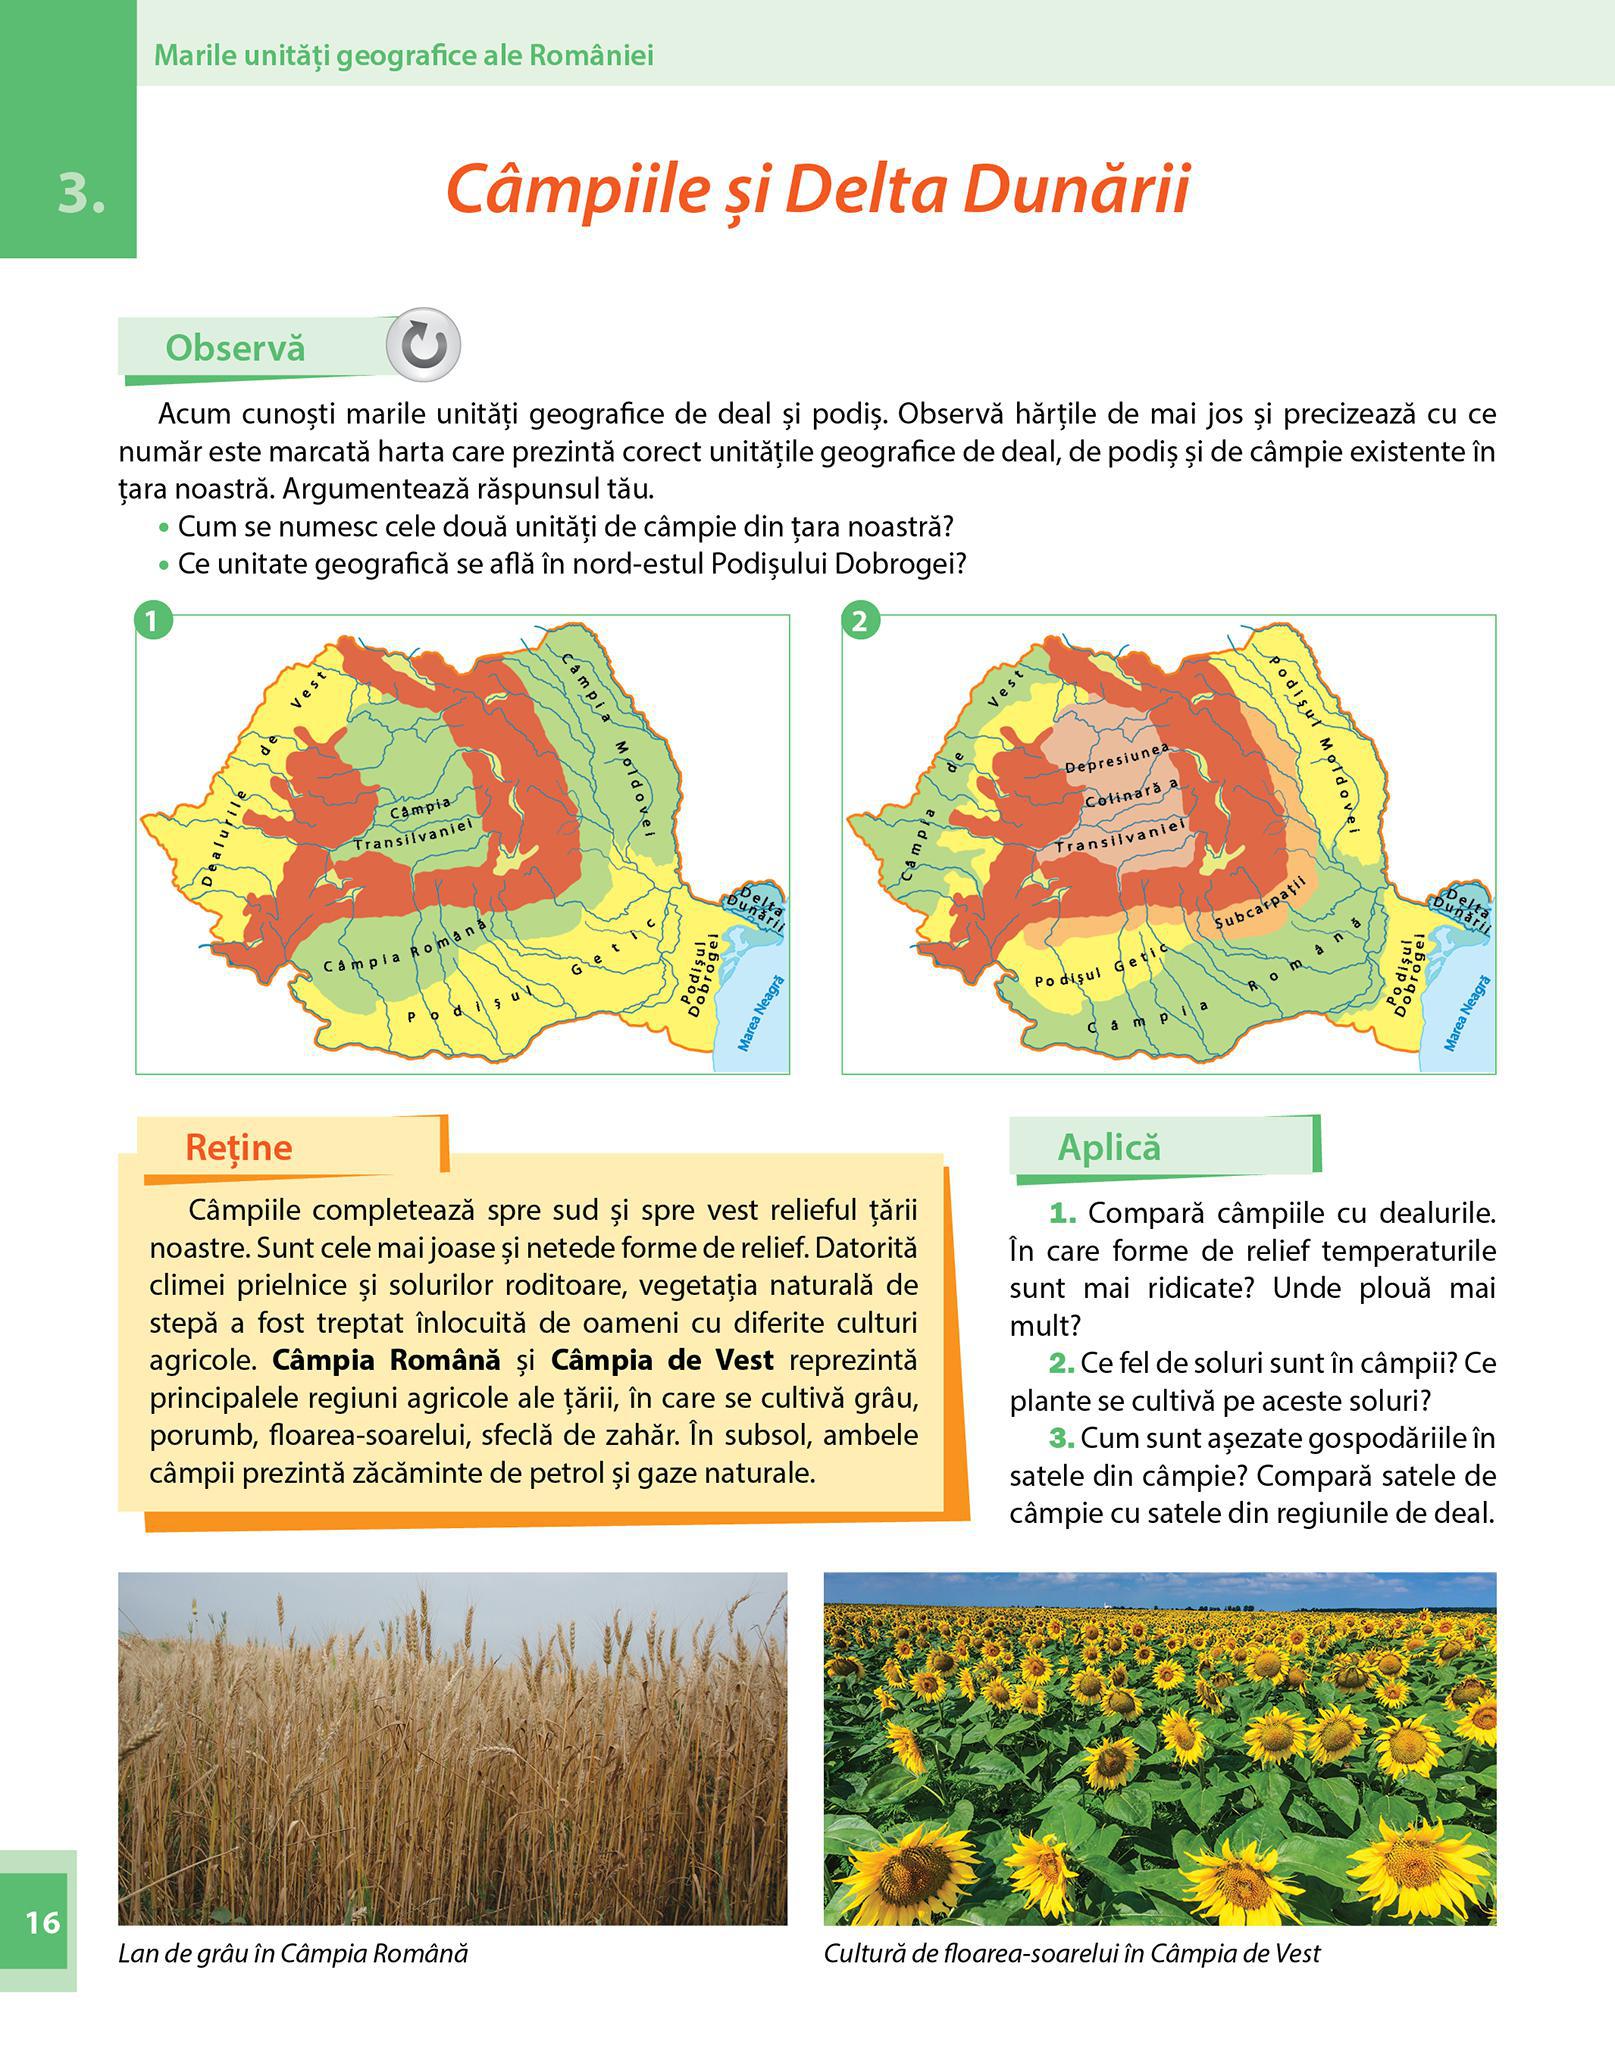 Marile unități geografice ale României
3.
Câmpiile și Delta Dunării
Observă
Acum cunoști marile unități geografice de deal și podiș. Observă hărțile de mai jos și precizează cu ce
număr este marcată harta care prezintă corect unitățile geografice de deal, de podiș și de câmpie existente în
țara noastră. Argumentează răspunsul tău.
• Cum se numesc cele două unități de câmpie din țara noastră?
• Ce unitate geografică se află în nord-estul Podișului Dobrogei?
1
Dealurile de Vest
Câmpia Moldovei
Câmpia
Transilvaniei
Câmpia Română
Podișul Getic
Podișul
Dobrogei
Delta
Dunării
Marea Neagră
2
Câmpia de Vest
Podișul Moldovei
Depresiunea
Colinară a
Transilvaniei
Subcarpații
Podișul Getic
Câmpia Română
Podișul
Dobrogei
Delta
Dunării
Marea Neagră
Reține
Câmpiile completează spre sud și spre vest relieful țării
noastre. Sunt cele mai joase și netede forme de relief. Datorită
climei prielnice și solurilor roditoare, vegetația naturală de
stepă a fost treptat înlocuită de oameni cu diferite culturi
agricole. Câmpia Română și Câmpia de Vest reprezintă
principalele regiuni agricole ale țării, în care se cultivă grâu,
porumb, floarea-soarelui, sfeclă de zahăr. În subsol, ambele
câmpii prezintă zăcăminte de petrol și gaze naturale.
Aplică
1. Compară câmpiile cu dealurile.
În care forme de relief temperaturile
sunt mai ridicate? Unde plouă mai
mult?
2. Ce fel de soluri sunt în câmpii? Ce
plante se cultivă pe aceste soluri?
3. Cum sunt așezate gospodăriile în
satele din câmpie? Compară satele de
câmpie cu satele din regiunile de deal.
Lan de grâu în Câmpia Română
Cultură de floarea-soarelui în Câmpia de Vest
16